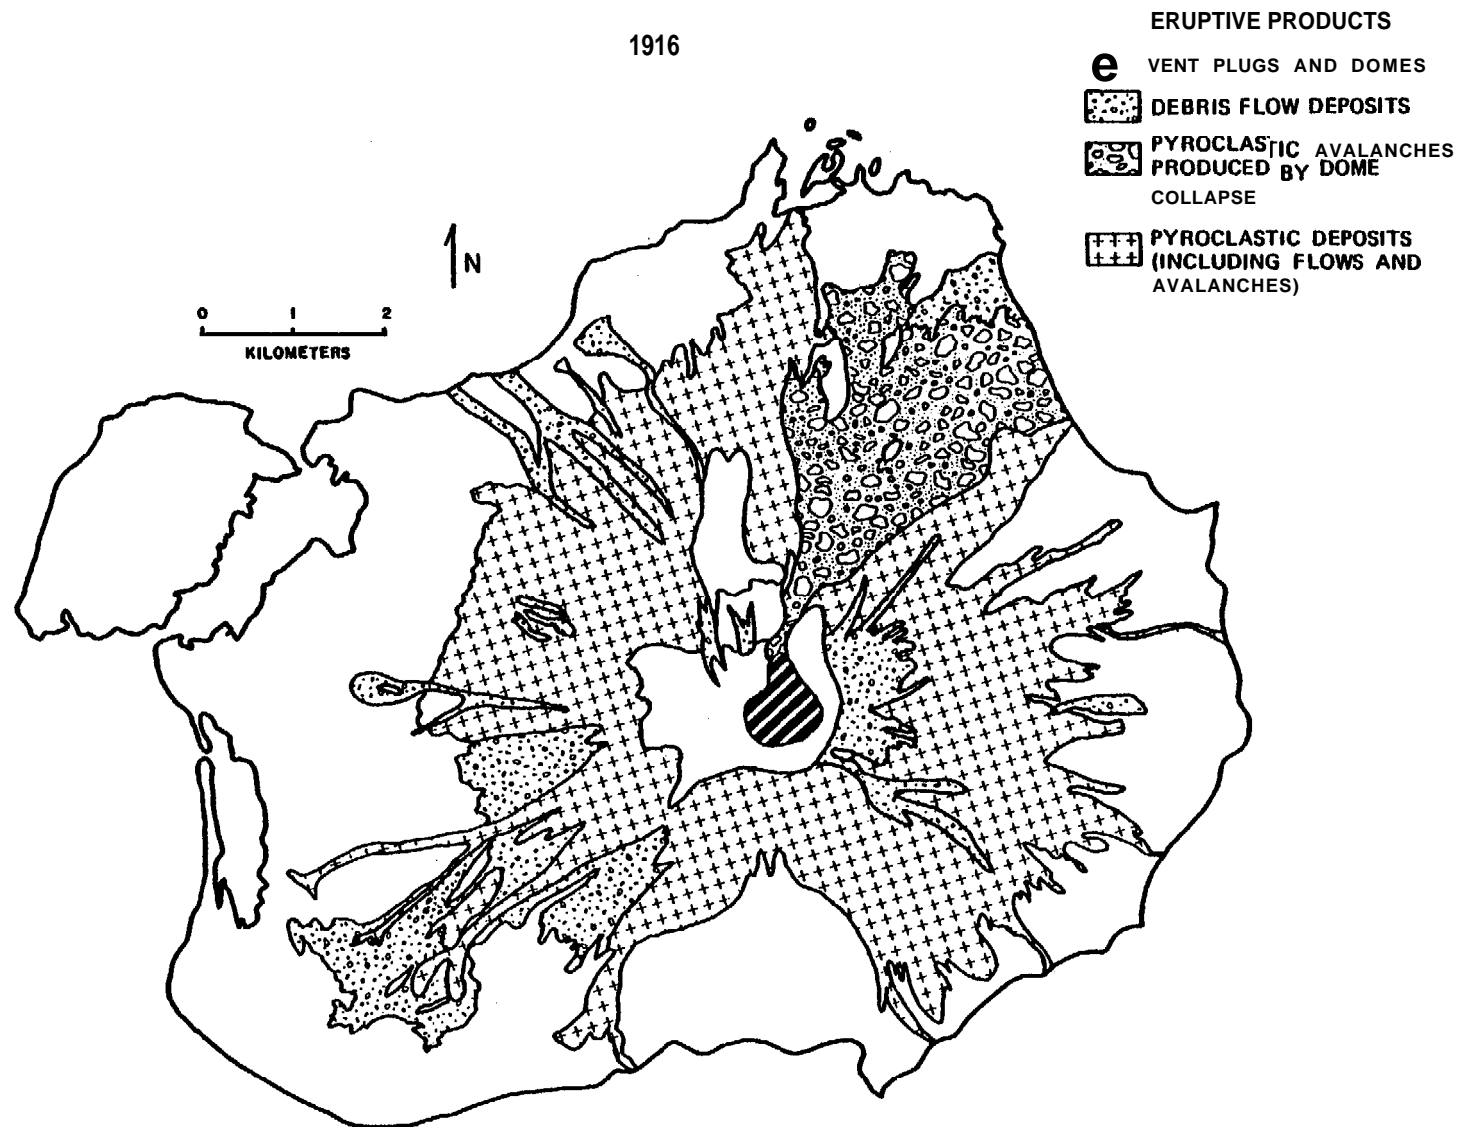 1916
ERUPTIVE PRODUCTS
e VENT PLUGS AND DOMES
DEBRIS FLOW DEPOSITS
PYROCLASTIC AVALANCHES
PRODUCED BY DOME
COLLAPSE
PYROCLASTIC DEPOSITS
(INCLUDING FLOWS AND
AVALANCHES)
N
0 1 2
KILOMETERS